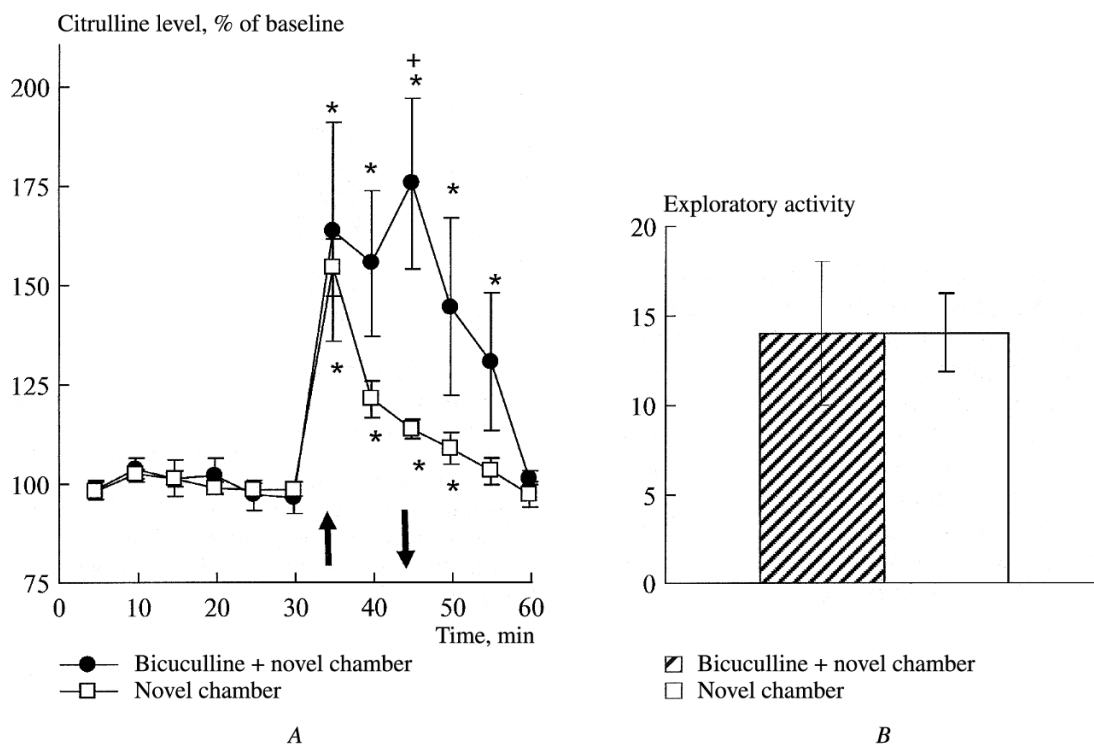 Citrulline level, % of baseline
200
175
150
125
100
75
+
*
*
*
*
*
*
*
*
*
0 10 20 30 40 50 60
Time, min
Bicuculline + novel chamber
Novel chamber
A
Exploratory activity
20
15
10
5
0
Bicuculline + novel chamber
Novel chamber
B